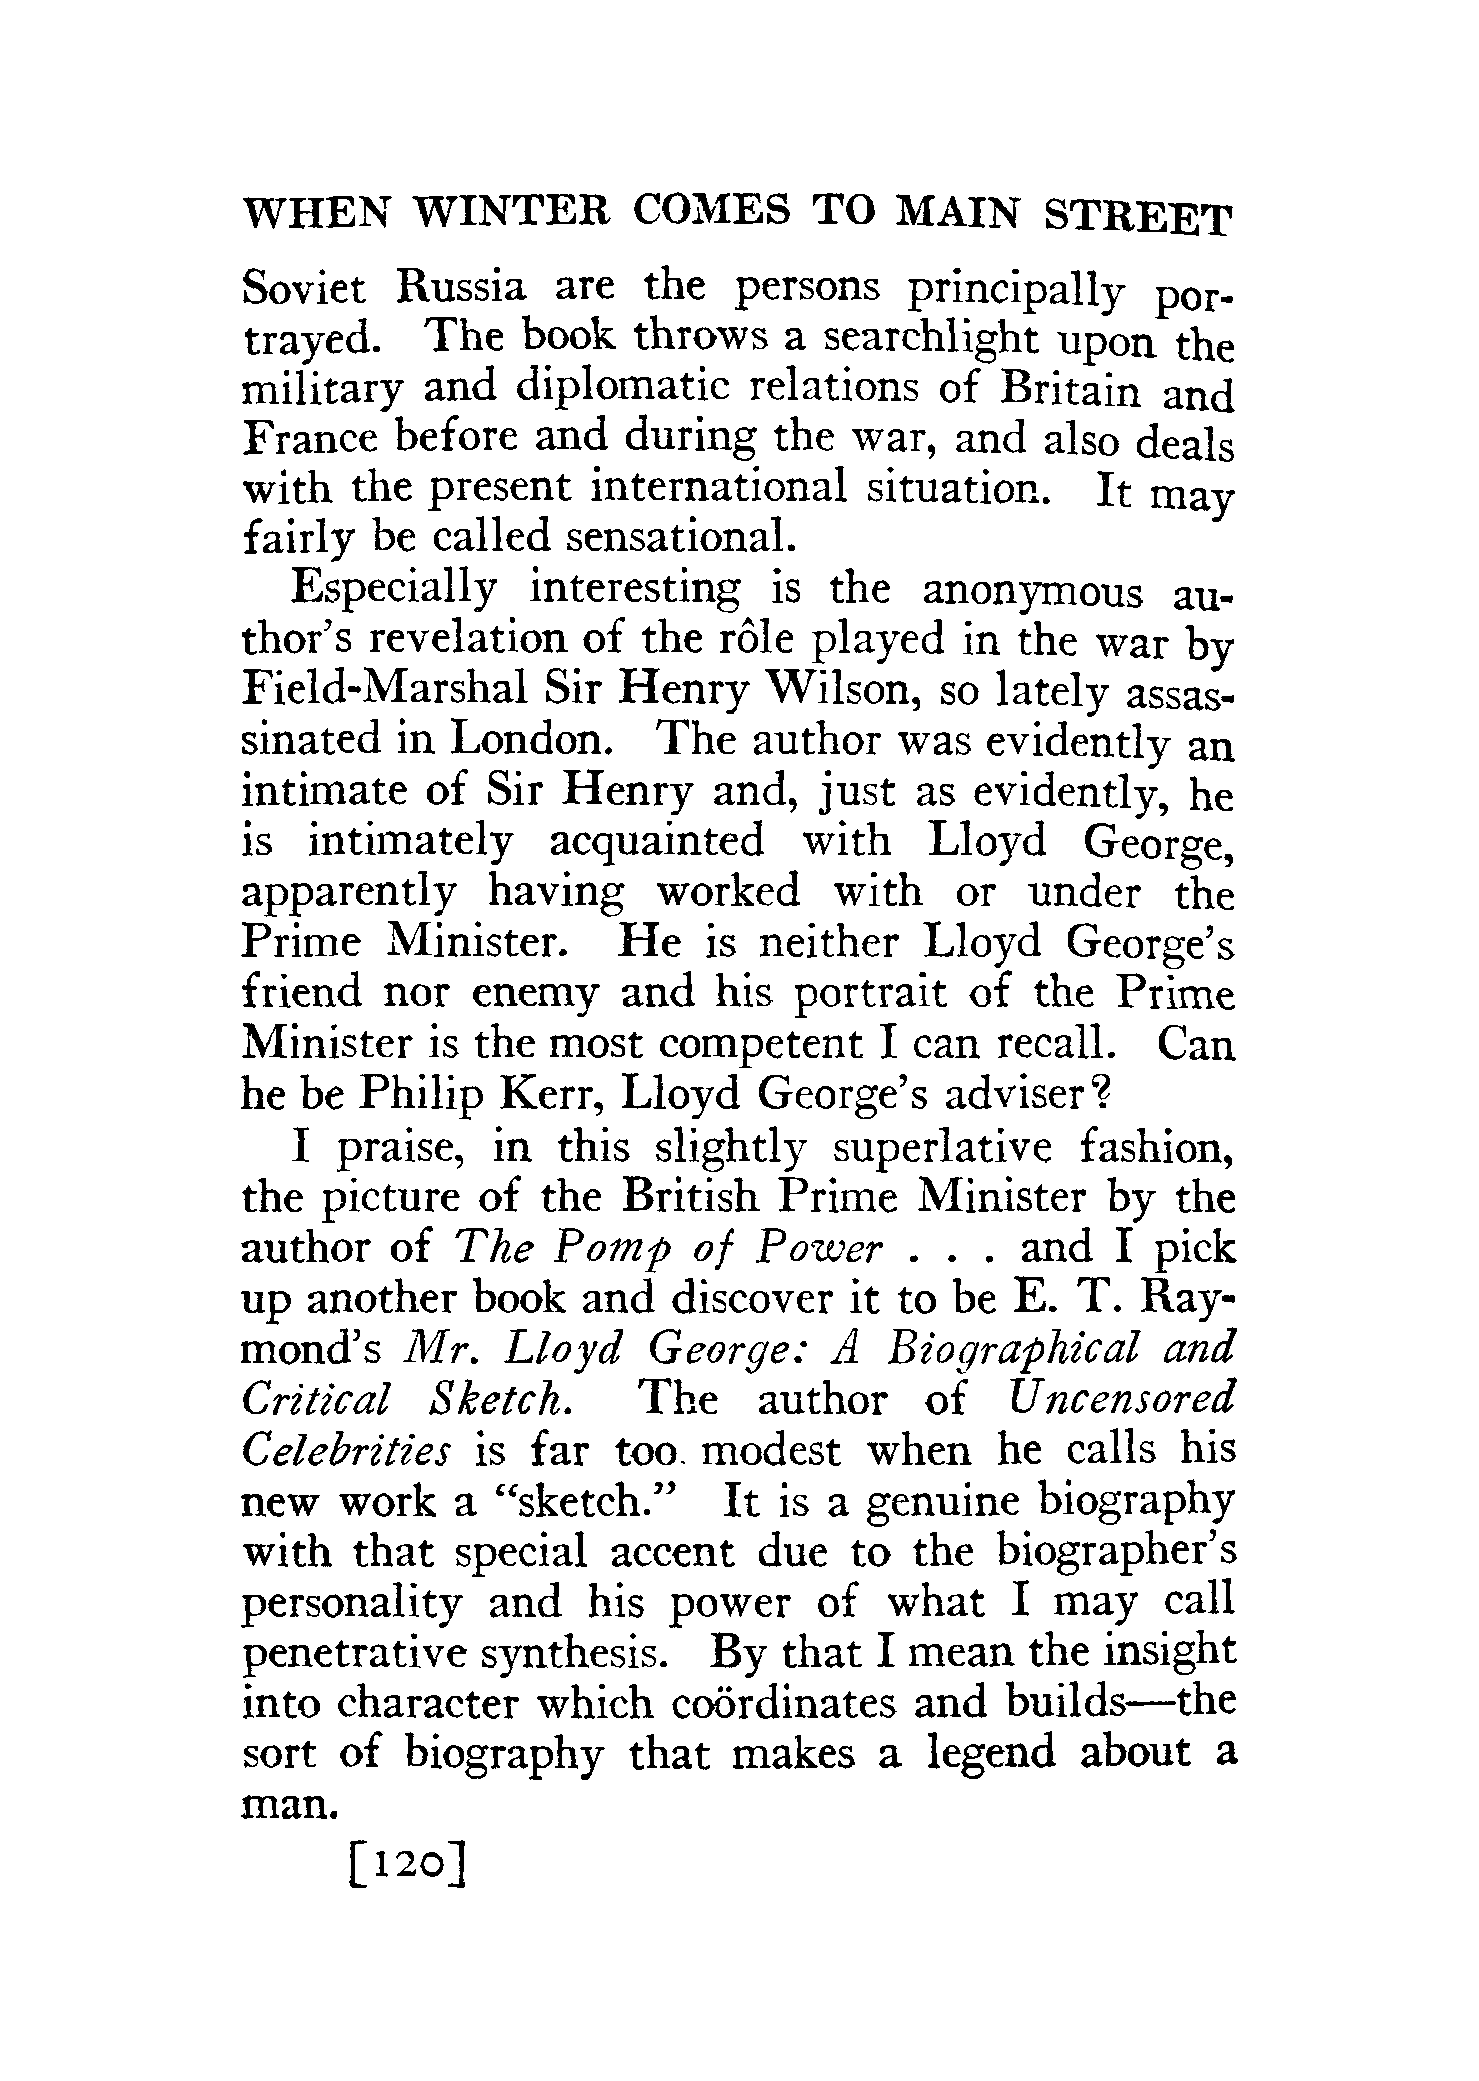 WHEN WINTER COMES TO MAIN STREET
Soviet Russia are the persons principally por-
trayed. The book throws a searchlight upon the
military and diplomatic relations of Britain and
France before and during the war, and also deals
with the present international situation. It may
fairly be called sensational.
Especially interesting is the anonymous au-
thor's revelation of the rôle played in the war by
Field-Marshal Sir Henry Wilson, so lately assas-
sinated in London. The author was evidently an
intimate of Sir Henry and, just as evidently, he
is intimately acquainted with Lloyd George,
apparently having worked with or under the
Prime Minister. He is neither Lloyd George's
friend nor enemy and his portrait of the Prime
Minister is the most competent I can recall. Can
he be Philip Kerr, Lloyd George's adviser?
I praise, in this slightly superlative fashion,
the picture of the British Prime Minister by the
author of The Pomp of Power . . . and I pick
up another book and discover it to be E. T. Ray-
mond's Mr. Lloyd George: A Biographical and
Critical Sketch. The author of Uncensored
Celebrities is far too. modest when he calls his
new work a "sketch." It is a genuine biography
with that special accent due to the biographer's
personality and his power of what I may call
penetrative synthesis. By that I mean the insight
into character which coördinates and builds—the
sort of biography that makes a legend about a
man.
[120]